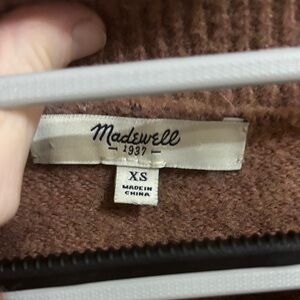 Madewell
— 1937 —
XS
MADE IN
CHINA